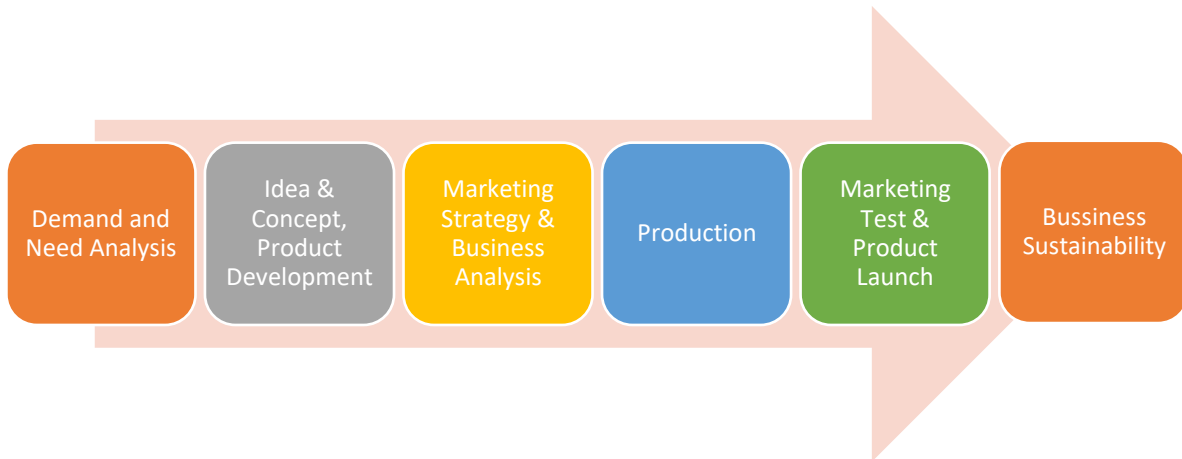 Demand and
Need Analysis
Idea &
Concept,
Product
Development
Marketing
Strategy &
Business
Analysis
Production
Marketing
Test &
Product
Launch
Bussiness
Sustainability